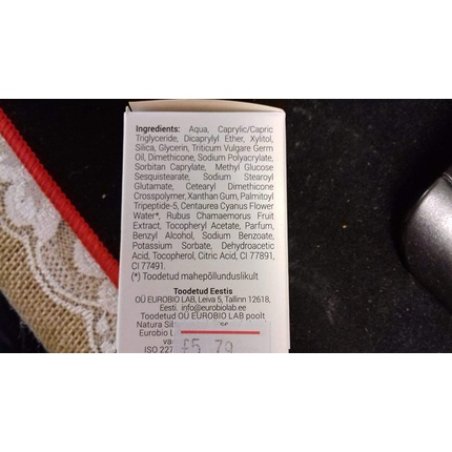 Ingredients: Aqua, Caprylic/Capric
Triglyceride, Dicaprylyl Ether, Xylitol,
Silica, Glycerin, Triticum Vulgare Germ
Oil, Dimethicone, Sodium Polyacrylate,
Sorbitan Caprylate, Methyl Glucose
Sesquistearate, Sodium Stearoyl
Glutamate, Cetearyl Dimethicone
Crosspolymer, Xanthan Gum, Palmitoyl
Tripeptide-5, Centaurea Cyanus Flower
Water*, Rubus Chamaemorus Fruit
Extract, Tocopheryl Acetate, Parfum,
Benzyl Alcohol, Sodium Benzoate,
Potassium Sorbate, Dehydroacetic
Acid, Tocopherol, Citric Acid, CI 77891,
CI 77491.
(*) Toodetud mahepõllunduslikult
Toodetud Eestis
OÜ EUROBIO LAB, Leiva 5, Tallinn 12618,
Eesti. info@eurobiolab.ee
Toodetud OÜ EUROBIO LAB poolt
Natura
Eurobio
ISO
£5.79